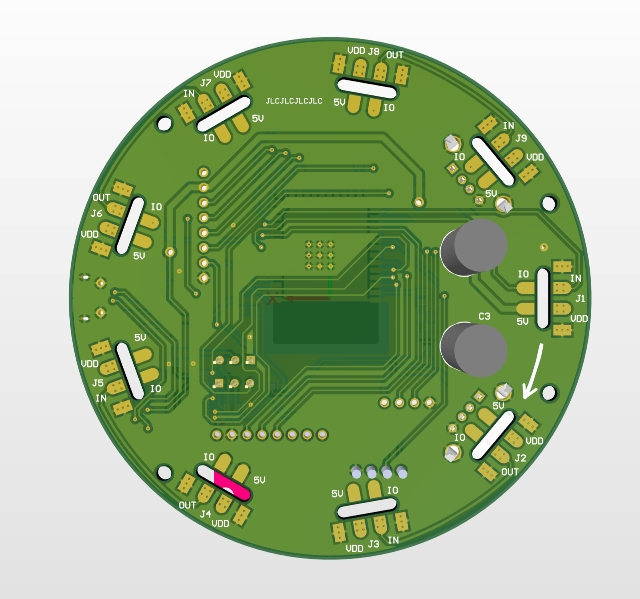 VDD J8 OUT
5V IO
IN J7 VDD
IO 5V
JLCJLCJLCJLC
IN
J9
IO VDD
5V
OUT
J6 IO
VDD 5V
IO IN
J1
5V VDD
C3
5V
VDD
J5 IO
IN
5V
IO VDD
J2
OUT
IO 5V
OUT J4 VDD
5V IO
VDD J3 IN